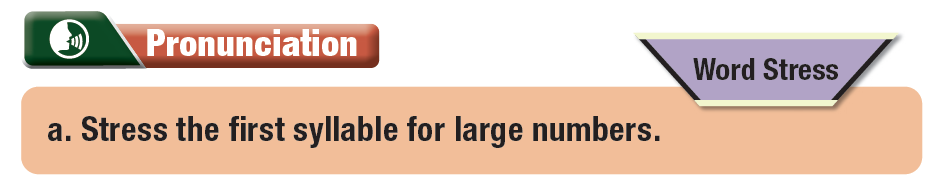 Pronunciation
Word Stress
a. Stress the first syllable for large numbers.